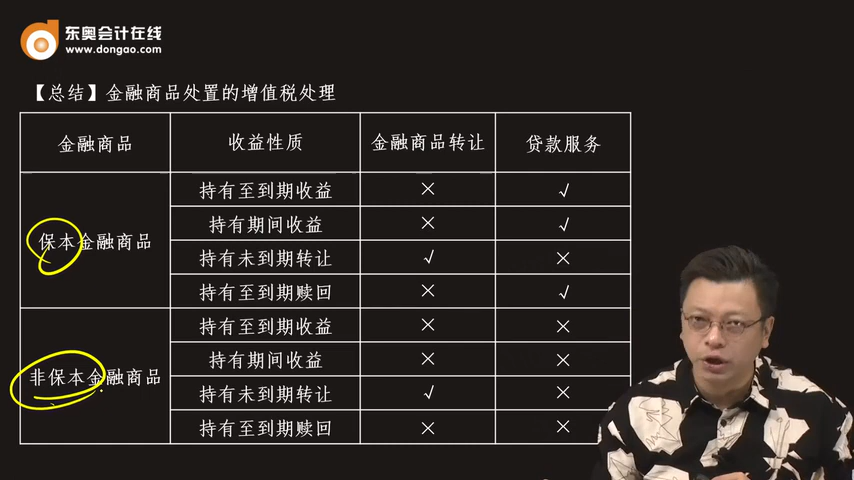 东奥会计在线
www.dongao.com
【总结】金融商品处置的增值税处理
金融商品 收益性质 金融商品转让 贷款服务
保本金融商品
持有至到期收益 × √
持有期间收益 × √
持有未到期转让 √ ×
持有至到期赎回 × √
非保本金融商品
持有至到期收益 × ×
持有期间收益 × ×
持有未到期转让 √ ×
持有至到期赎回 × ×